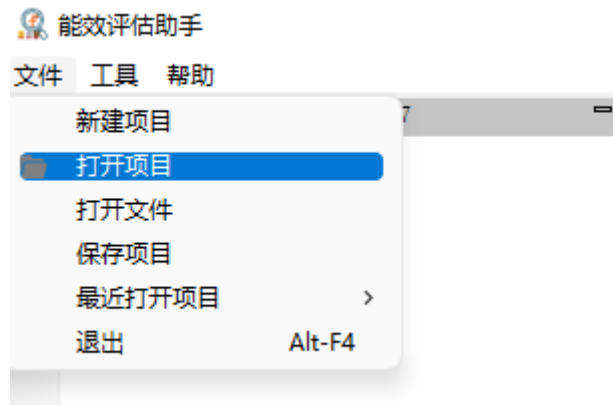 能效评估助手
文件 工具 帮助
新建项目
7
打开项目
打开文件
保存项目
最近打开项目 >
退出 Alt-F4